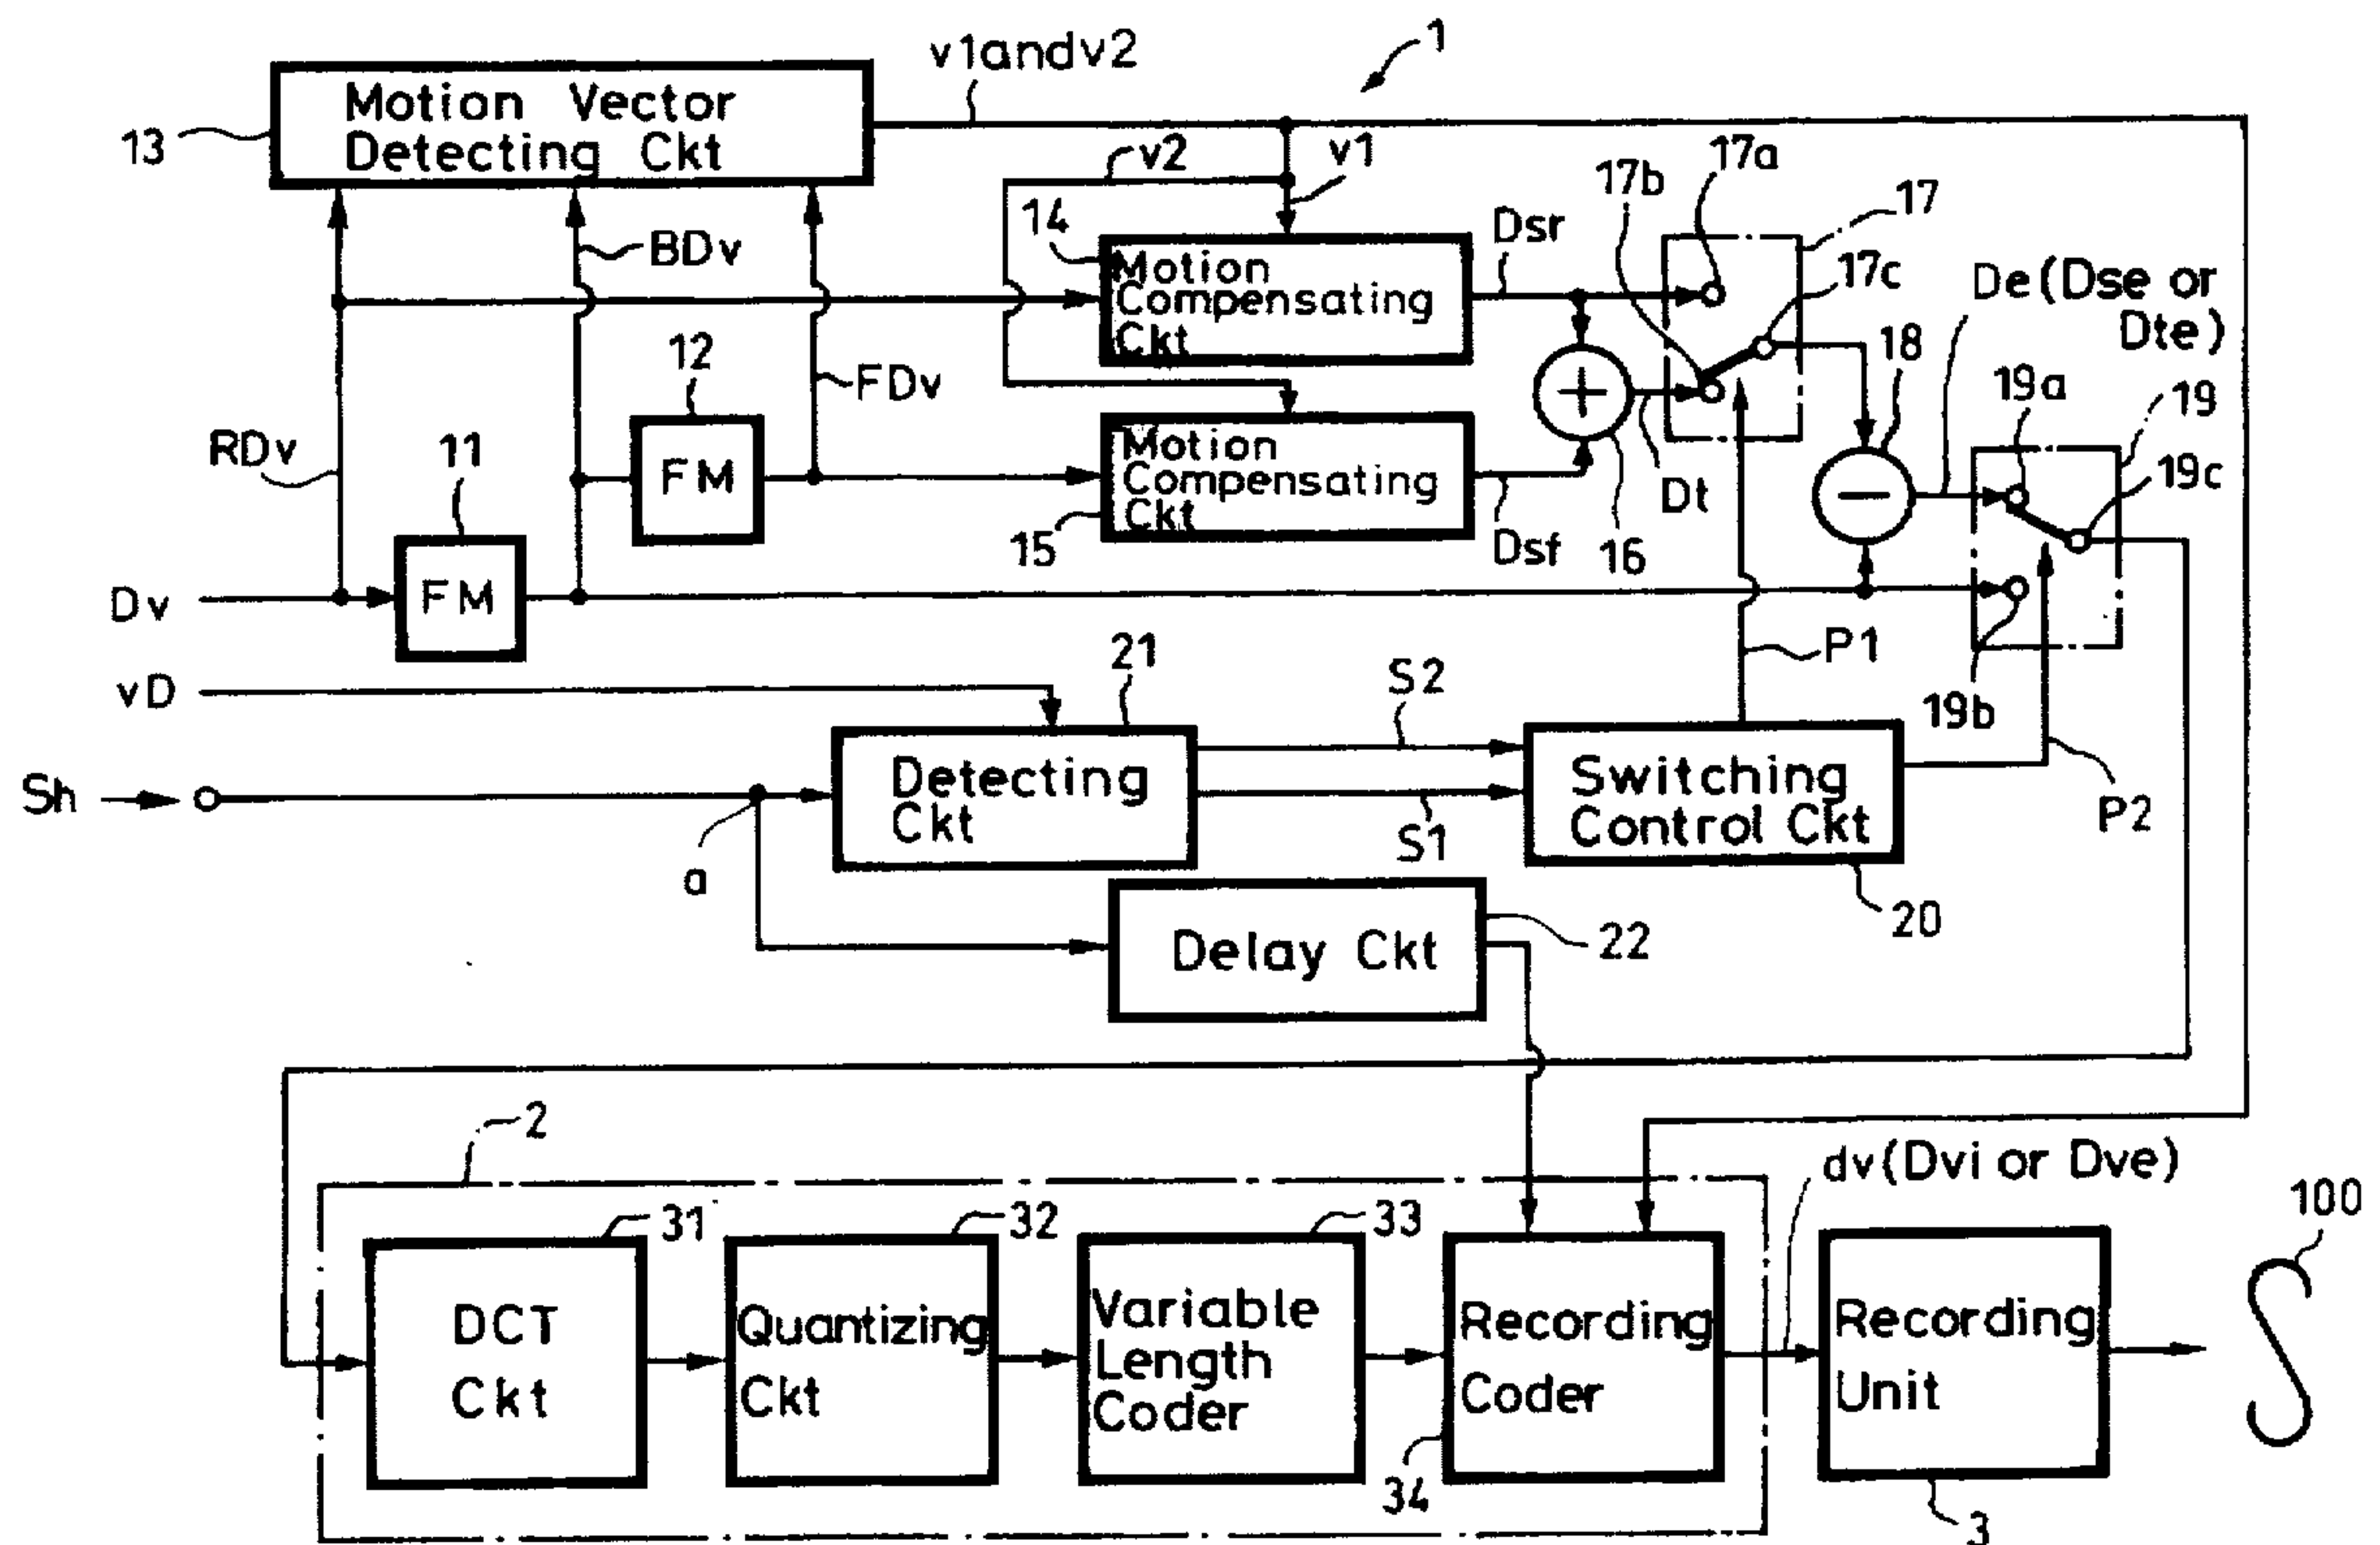 v1andv2
1
Motion Vector
Detecting Ckt
13
v2
v1
17a
17b
17
14
Dsr
17c
BDv
Motion
Compensating
Ckt
De(Dse or
Dte)
12
18
FDv
19a
19
RDv
11
FM
Motion
Compensating
Ckt
15
Dsf
16
Dt
19c
Dv
FM
P1
19b
vD
21
S2
Sh
Detecting
Ckt
S1
Switching
Control Ckt
P2
a
20
Delay Ckt
22
2
dv(Dvi or Dve)
100
31
32
33
DCT
Ckt
Quantizing
Ckt
Variable
Length
Coder
Recording
Coder
Recording
Unit
34
3